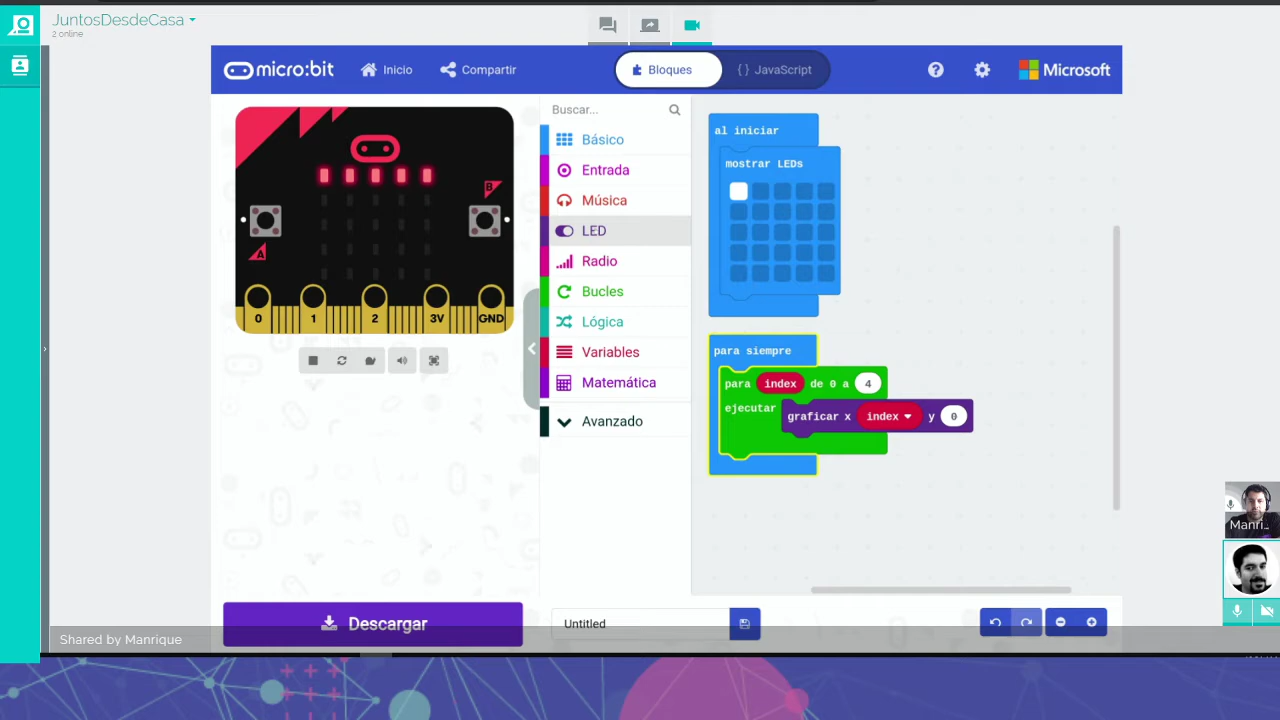 JuntosDesdeCasa
2 online
micro:bit
Inicio
Compartir
Bloques
{ } JavaScript
?
Microsoft
A
B
0 1 2 3V GND
Buscar...
Básico
Entrada
Música
LED
Radio
Bucles
Lógica
Variables
Matemática
Avanzado
al iniciar
mostrar LEDs
para siempre
para index de 0 a 4
ejecutar graficar x index y 0
Descargar
Untitled
Shared by Manrique
Manri...